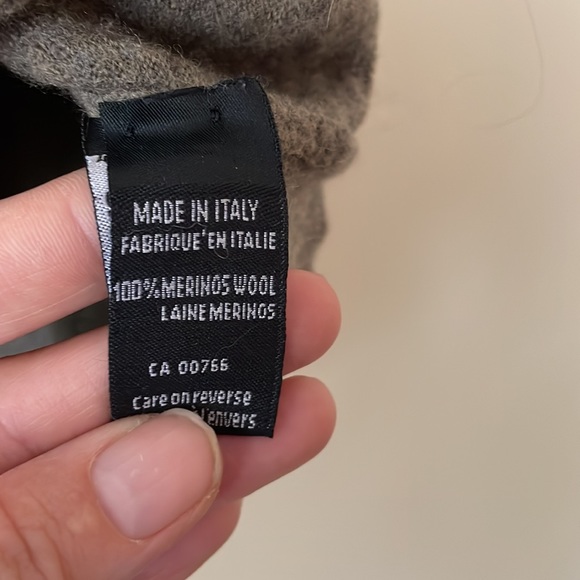 MADE IN ITALY
FABRIQUE' EN ITALIE
100% MERINOS WOOL
LAINE MERINOS
CA 00766
Care on reverse
l'envers